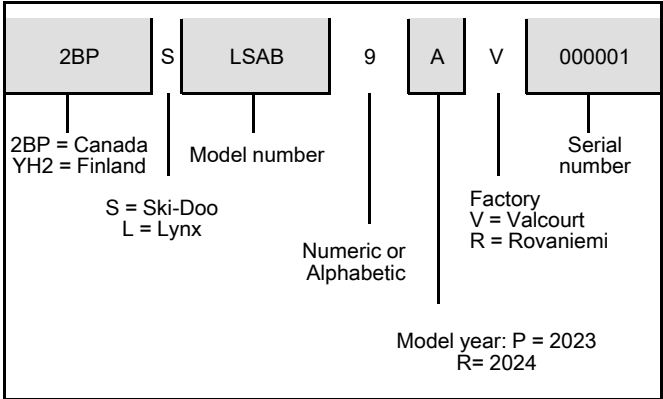 2BP S LSAB 9 A V 000001
2BP = Canada
YH2 = Finland
Model number
Serial
number
S = Ski-Doo
L = Lynx
Factory
V = Valcourt
R = Rovaniemi
Numeric or
Alphabetic
Model year: P = 2023
R= 2024